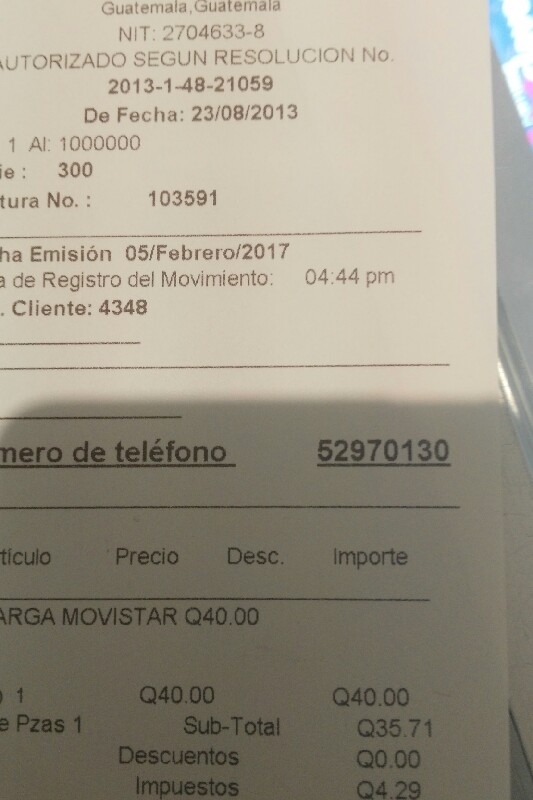 Guatemala,Guatemala
NIT: 2704633-8
AUTORIZADO SEGUN RESOLUCION No.
2013-1-48-21059
De Fecha: 23/08/2013
1 Al: 1000000
ie : 300
tura No. : 103591
ha Emisión 05/Febrero/2017
a de Registro del Movimiento: 04:44 pm
. Cliente: 4348
mero de teléfono 52970130
tículo Precio Desc. Importe
ARGA MOVISTAR Q40.00
o 1 Q40.00 Q40.00
e Pzas 1 Sub-Total Q35.71
Descuentos Q0.00
Impuestos Q4.29